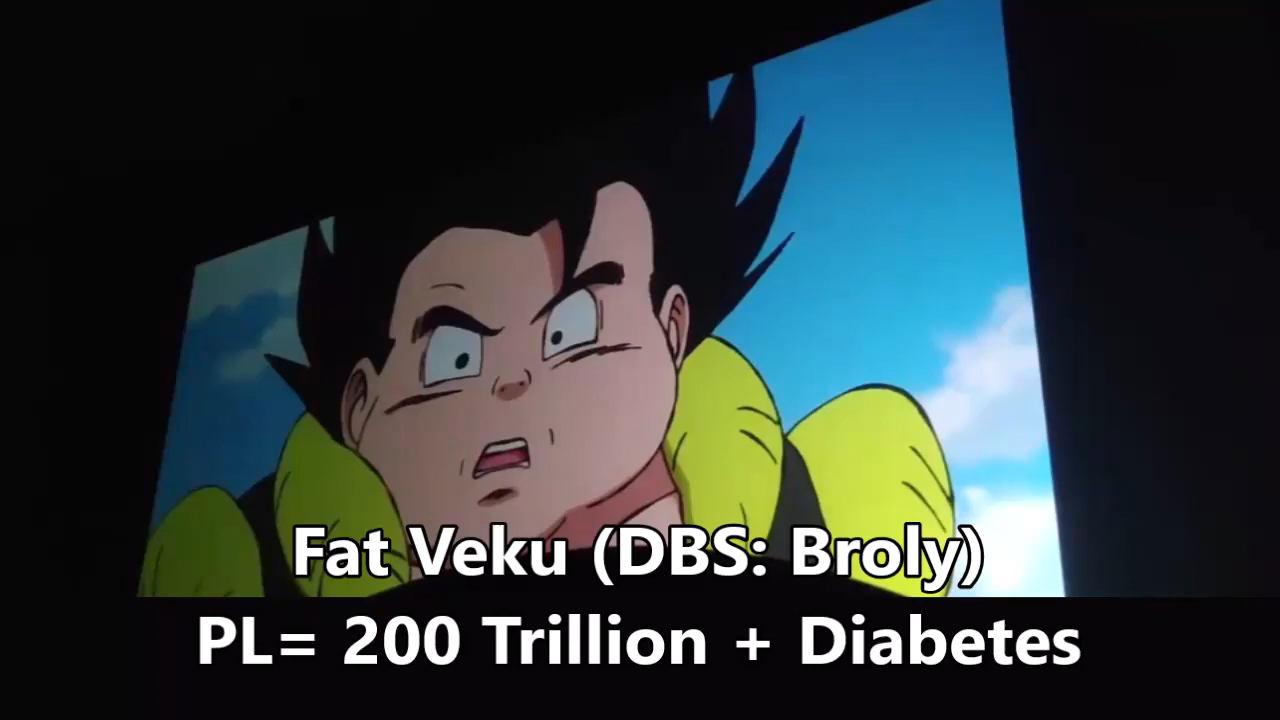 Fat Veku (DBS: Broly)
PL= 200 Trillion + Diabetes